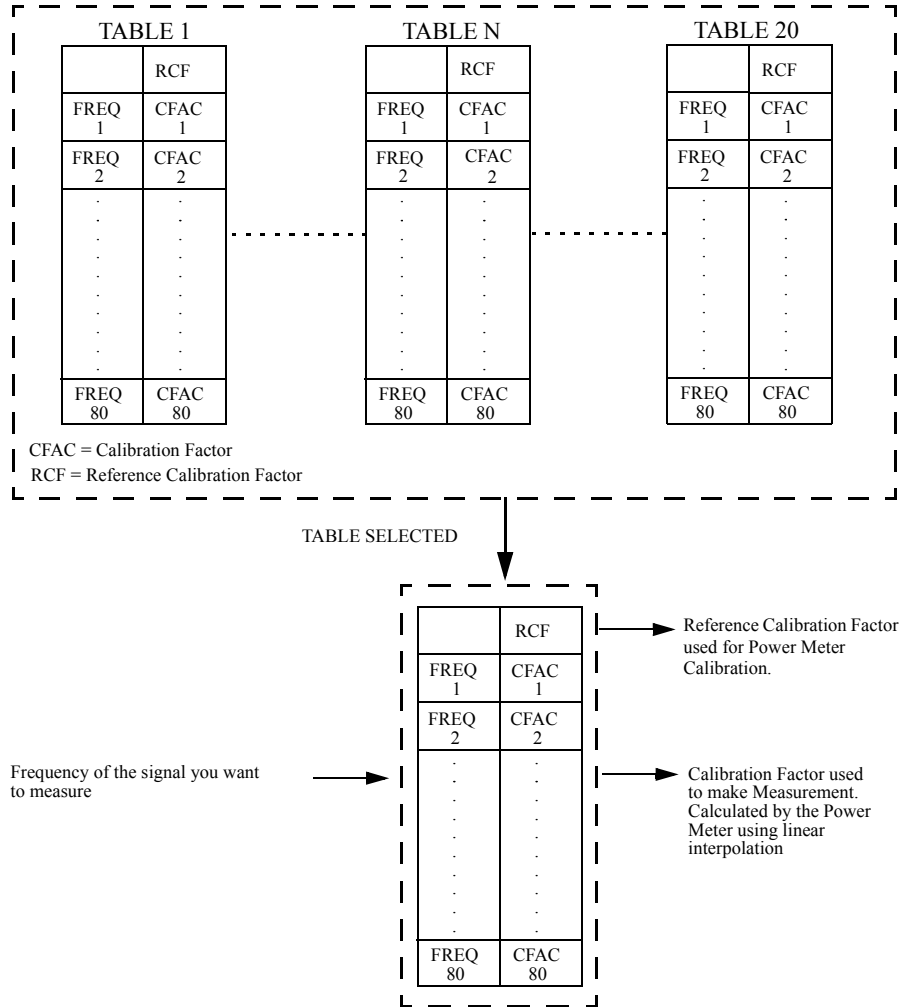 TABLE 1
TABLE N
TABLE 20
RCF
FREQ 1
CFAC 1
FREQ 2
CFAC 2
FREQ 80
CFAC 80
RCF
FREQ 1
CFAC 1
FREQ 2
CFAC 2
FREQ 80
CFAC 80
RCF
FREQ 1
CFAC 1
FREQ 2
CFAC 2
FREQ 80
CFAC 80
CFAC = Calibration Factor
RCF = Reference Calibration Factor
TABLE SELECTED
RCF
FREQ 1
CFAC 1
FREQ 2
CFAC 2
FREQ 80
CFAC 80
Reference Calibration Factor
used for Power Meter
Calibration.
Frequency of the signal you want
to measure
Calibration Factor used
to make Measurement.
Calculated by the Power
Meter using linear
interpolation